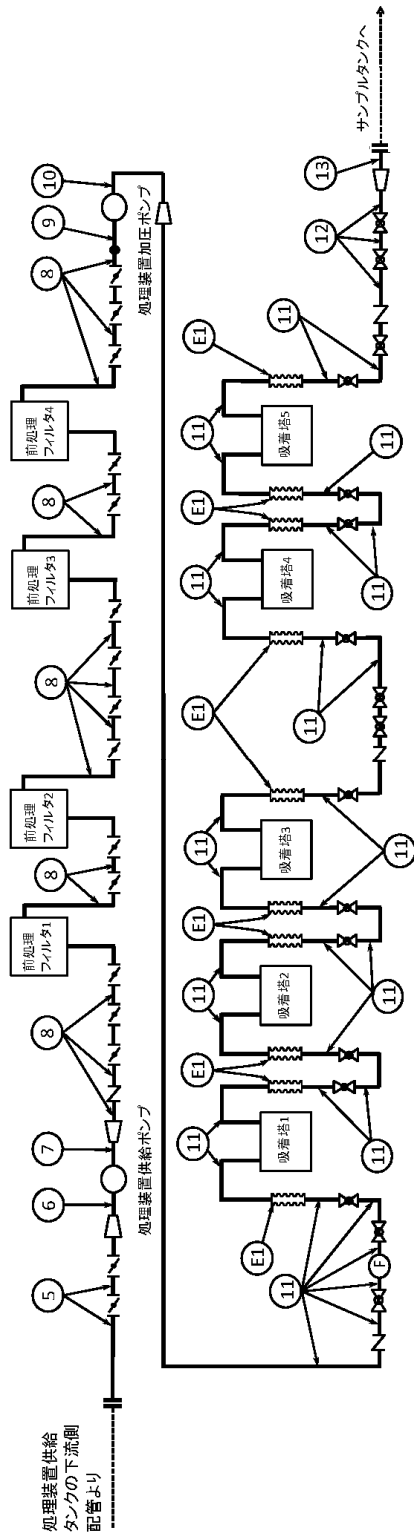 処理装置供給
タンクの下流側
配管より
5
6
処理装置供給ポンプ
7
8
前処理
フィルタ1
8
前処理
フィルタ2
8
前処理
フィルタ3
8
前処理
フィルタ4
8
9
処理装置加圧ポンプ
10
11
F
E1
11
吸着塔1
11
E1
11
吸着塔2
11
E1
11
吸着塔3
11
E1
11
11
吸着塔4
11
E1
11
吸着塔5
E1
11
12
13
サンプルタンクへ